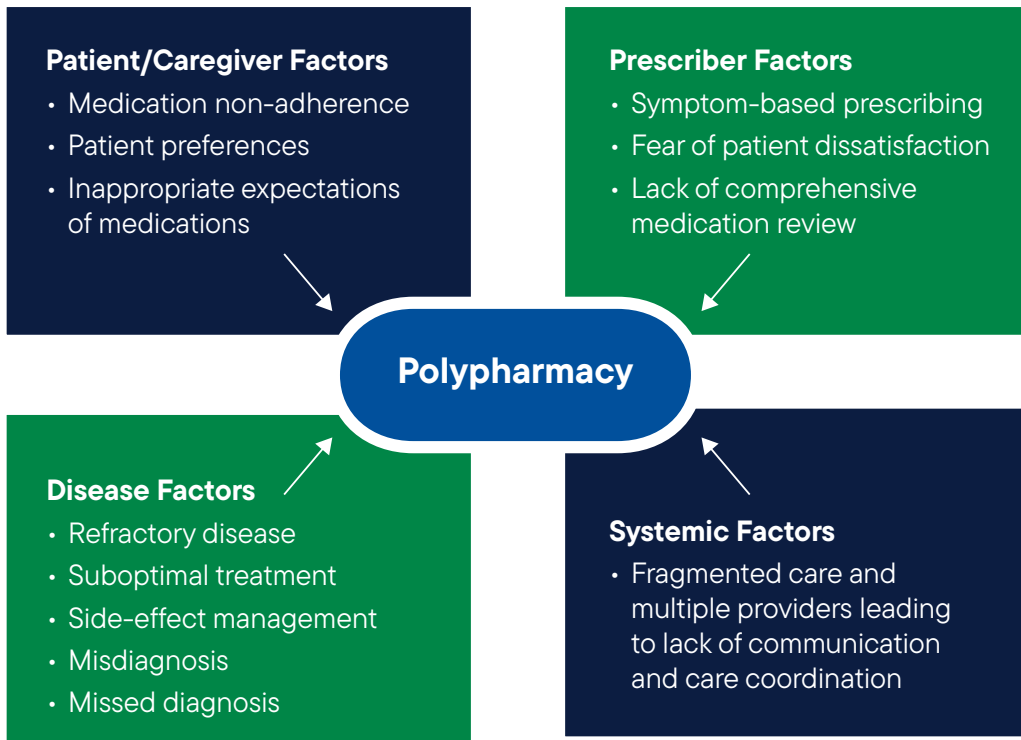 Patient/Caregiver Factors
• Medication non-adherence
• Patient preferences
• Inappropriate expectations
of medications
Prescriber Factors
• Symptom-based prescribing
• Fear of patient dissatisfaction
• Lack of comprehensive
medication review
Polypharmacy
Disease Factors
• Refractory disease
• Suboptimal treatment
• Side-effect management
• Misdiagnosis
• Missed diagnosis
Systemic Factors
• Fragmented care and
multiple providers leading
to lack of communication
and care coordination